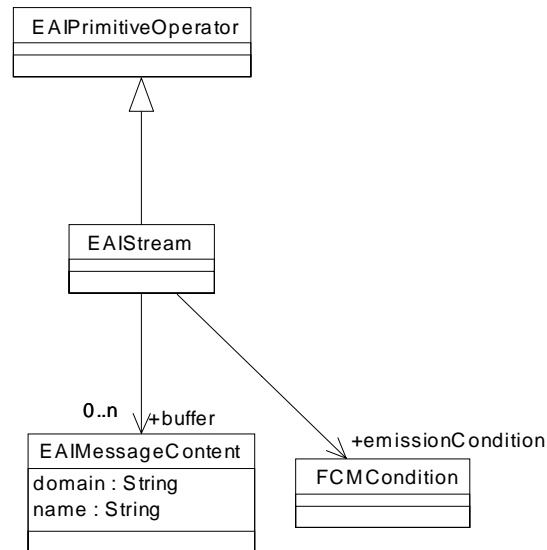 EAIPrimitiveOperator
EAIStream
0..n
+buffer
+emissionCondition
EAIMessageContent
domain : String
name : String
FCMCondition